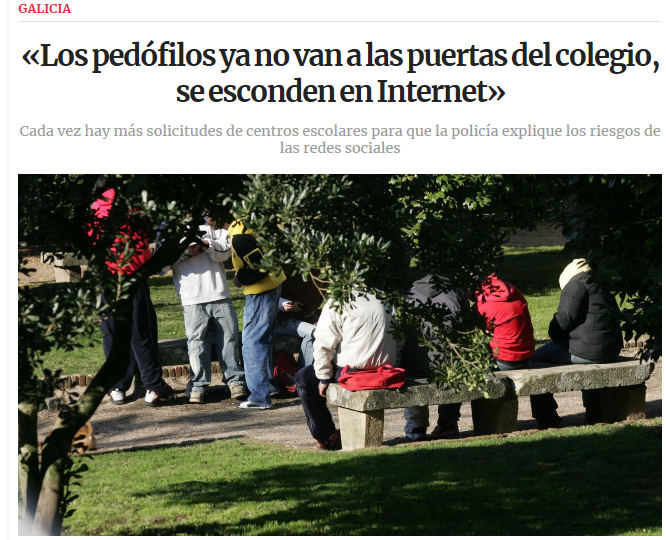 GALICIA
«Los pedófilos ya no van a las puertas del colegio,
se esconden en Internet»
Cada vez hay más solicitudes de centros escolares para que la policía explique los riesgos de
las redes sociales